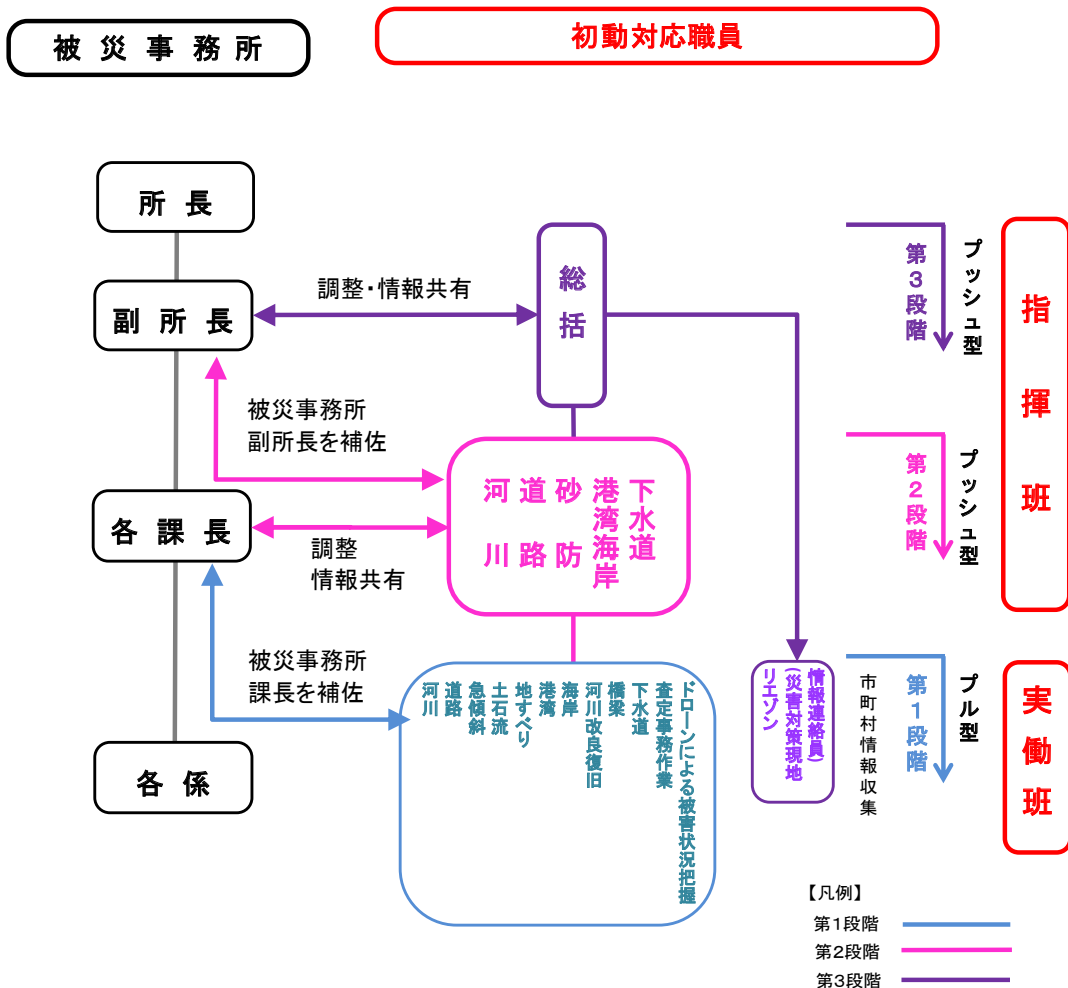 被災事務所
初動対応職員
所長
副所長
各課長
各係
調整・情報共有
被災事務所
副所長を補佐
調整
情報共有
被災事務所
課長を補佐
総括
下水道
港湾海岸
砂防
道路
河川
ドローンによる被害状況把握
査定事務作業
下水道
橋梁
河川改良復旧
海岸
港湾
地すべり
土石流
急傾斜
道路
河川
情報連絡員)
(災害対策現地
リエゾン
プッシュ型
第3段階
プッシュ型
第2段階
プル型
第1段階
市町村情報収集
指揮班
実働班
【凡例】
第1段階
第2段階
第3段階